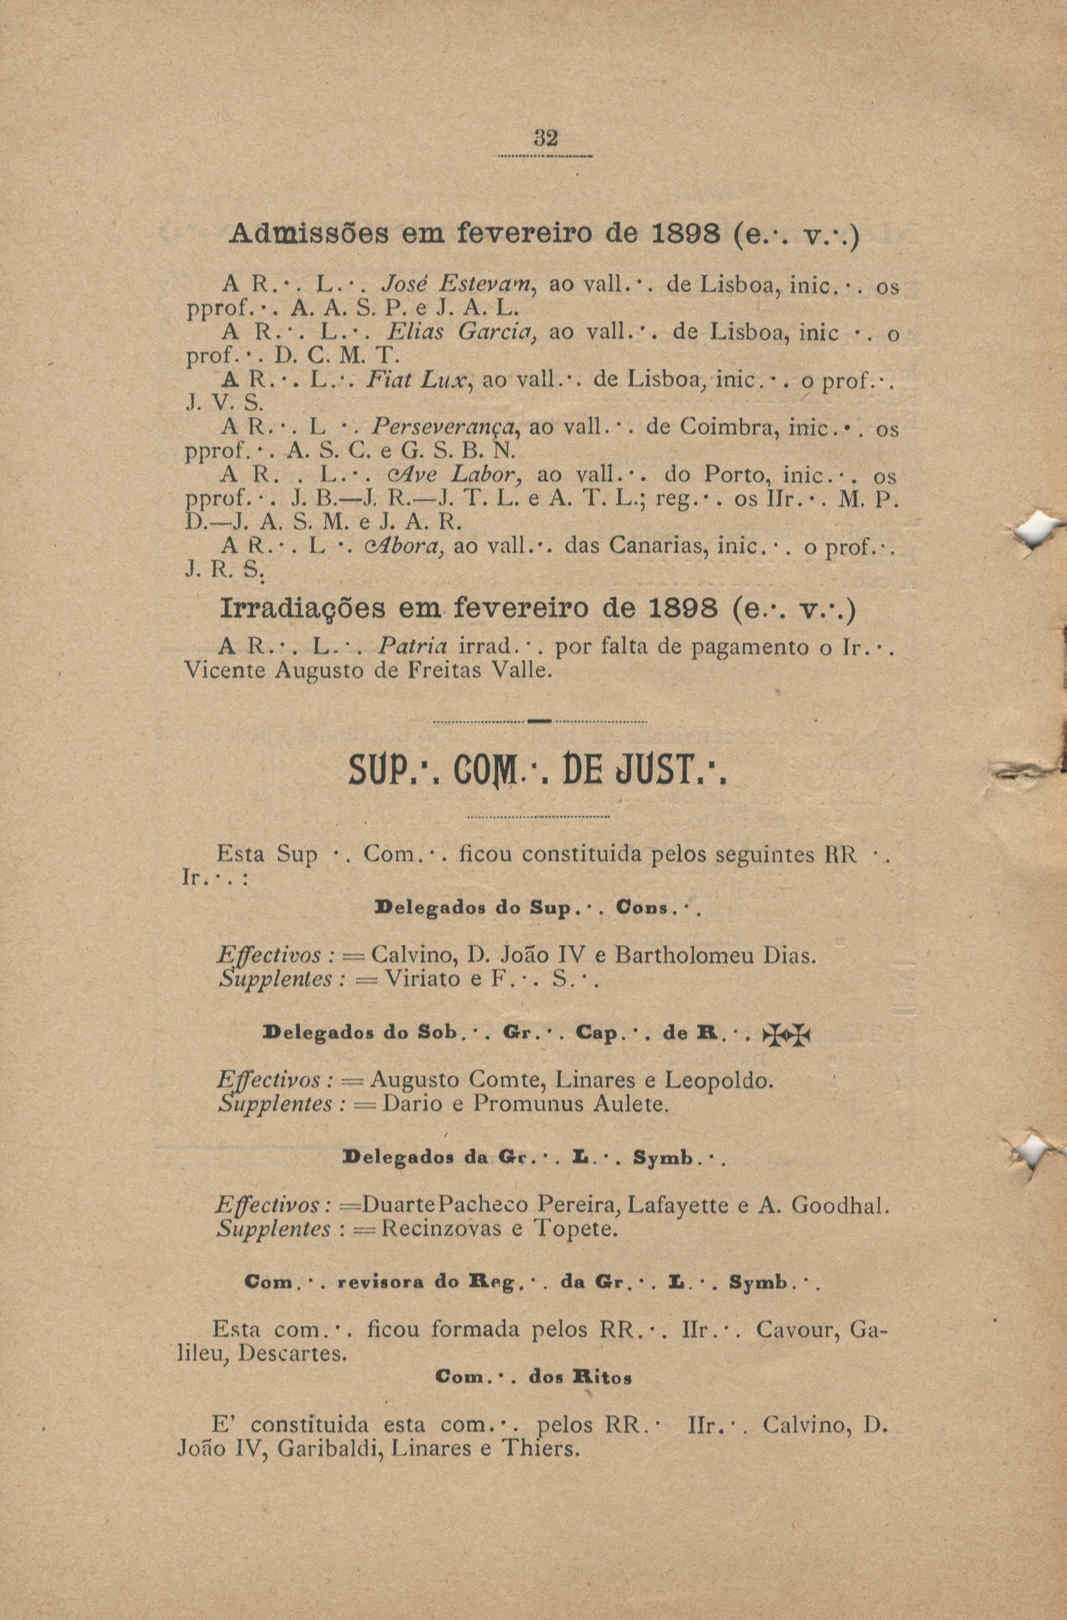 32
Admissões em fevereiro de 1898 (e.·. v.·.)
A R.·. L.·. José Estevam, ao vall.·. de Lisboa, inic.·. os
pprof.·. A. A. S. P. e J. A. L.
A R.·. L.·. Elias Garcia, ao vall.·. de Lisboa, inic ·. o
prof.·. D. C. M. T.
A R.·. L.·. Fiat Lux, ao vall.·. de Lisboa, inic.·. o prof.·.
J. V. S.
A R.·. L ·. Perseverança, ao vall.·. de Coimbra, inic.·. os
pprof.·. A. S. C. e G. S. B. N.
A R. . L.·. Ave Labor, ao vall.·. do Porto, inic.·. os
pprof.·. J. B.—J. R.—J. T. L. e A. T. L.; reg.·. os IIr.·. M. P.
D.—J. A. S. M. e J. A. R.
A R.·. L ·. Abora, ao vall.·. das Canarias, inic.·. o prof.·.
J. R. S.
Irradiações em fevereiro de 1898 (e.·. v.·.)
A R.·. L.·. Patria irrad.·. por falta de pagamento o Ir.·.
Vicente Augusto de Freitas Valle.
SUP.·. COM.·. DE JUST.·.
Esta Sup ·. Com.·. ficou constituida pelos seguintes RR ·.
Ir.·. :
Delegados do Sup.·. Cons.·.
Effectivos : = Calvino, D. João IV e Bartholomeu Dias.
Supplentes : = Viriato e F.·. S.·.
Delegados do Sob.·. Gr.·. Cap.·. de R.·. ✠✠
Effectivos : = Augusto Comte, Linares e Leopoldo.
Supplentes : = Dario e Promunus Aulete.
Delegados da Gr.·. L.·. Symb.·.
Effectivos : =Duarte Pacheco Pereira, Lafayette e A. Goodhal.
Supplentes : = Recinzovas e Topete.
Com.·. revisora do Reg.·. da Gr.·. L.·. Symb.·.
Esta com.·. ficou formada pelos RR.·. IIr.·. Cavour, Ga-
lileu, Descartes.
Com.·. dos Ritos
E' constituida esta com.·. pelos RR.· IIr.·. Calvino, D.
João IV, Garibaldi, Linares e Thiers.